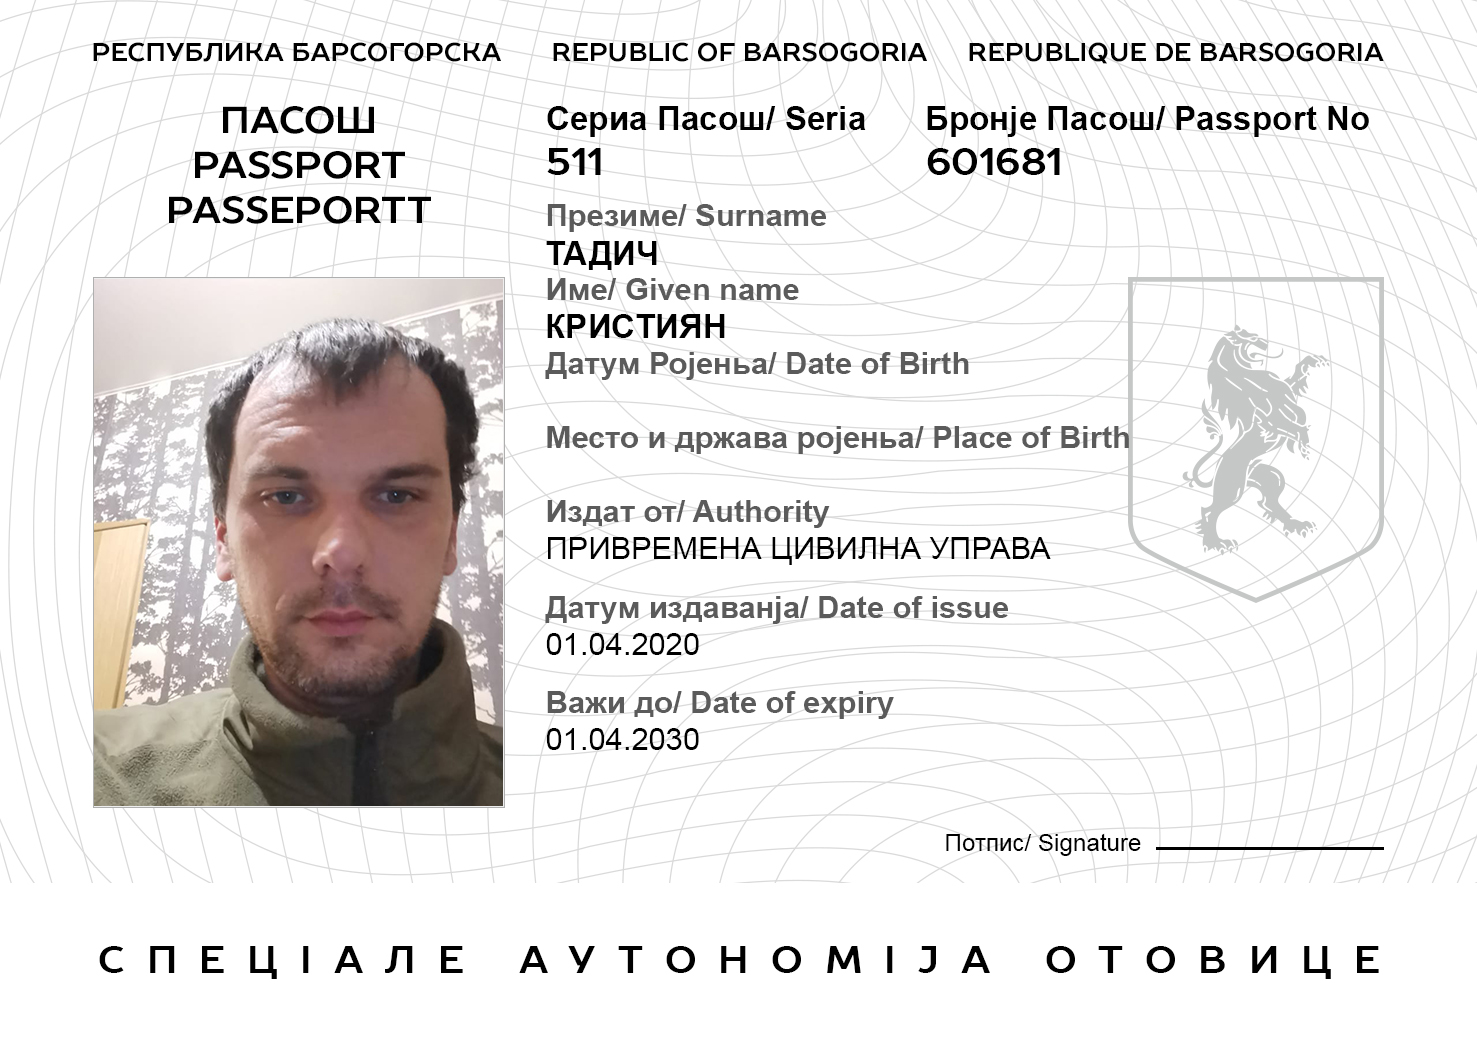 РЕСПУБЛИКА БАРСОГОРСКА REPUBLIC OF BARSOGORIA REPUBLIQUE DE BARSOGORIA
ПАСОШ
PASSPORT
PASSEPORTT
Сериа Пасош/ Seria Бронје Пасош/ Passport No
511 601681
Презиме/ Surname
ТАДИЧ
Име/ Given name
КРИСТИЯН
Датум Ројења/ Date of Birth
Место и држава ројења/ Place of Birth
Издат от/ Authority
ПРИВРЕМЕНА ЦИВИЛНА УПРАВА
Датум издаванја/ Date of issue
01.04.2020
Важи до/ Date of expiry
01.04.2030
Потпис/ Signature
СПЕЦІАЛЕ АУТОНОМІЈА ОТОВИЦЕ